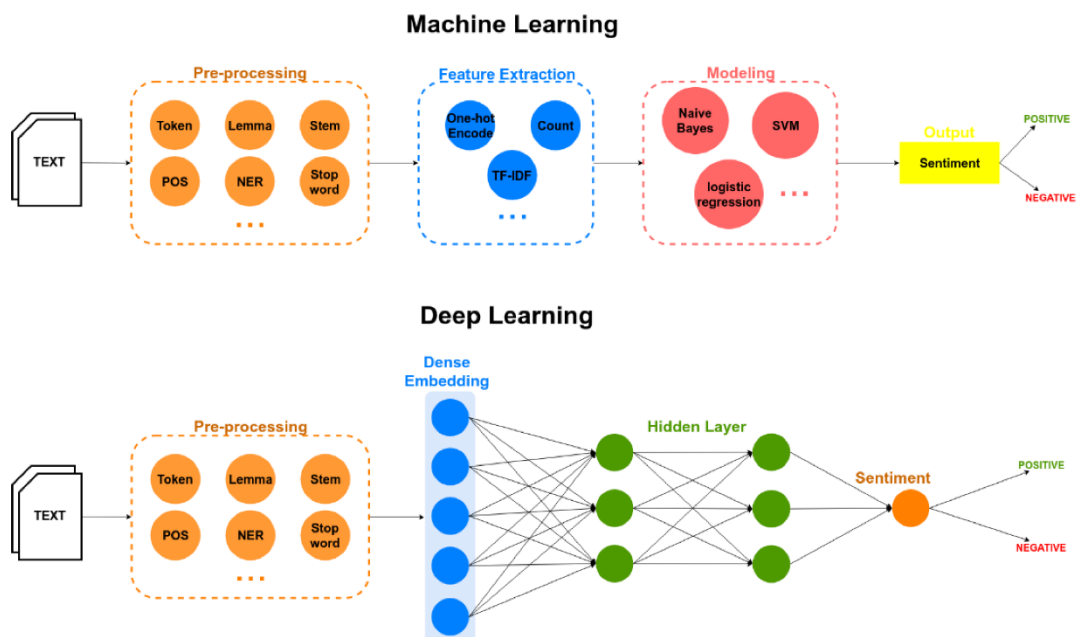 Machine Learning
Pre-processing
Feature Extraction
Modeling
Token
Lemma
Stem
POS
NER
Stop
word
...
One-hot
Encode
Count
TF-IDF
...
Naive
Bayes
SVM
logistic
regression
...
TEXT
Output
Sentiment
POSITIVE
NEGATIVE
Deep Learning
Dense
Embedding
Pre-processing
Token
Lemma
Stem
POS
NER
Stop
word
...
TEXT
Hidden Layer
Sentiment
POSITIVE
NEGATIVE